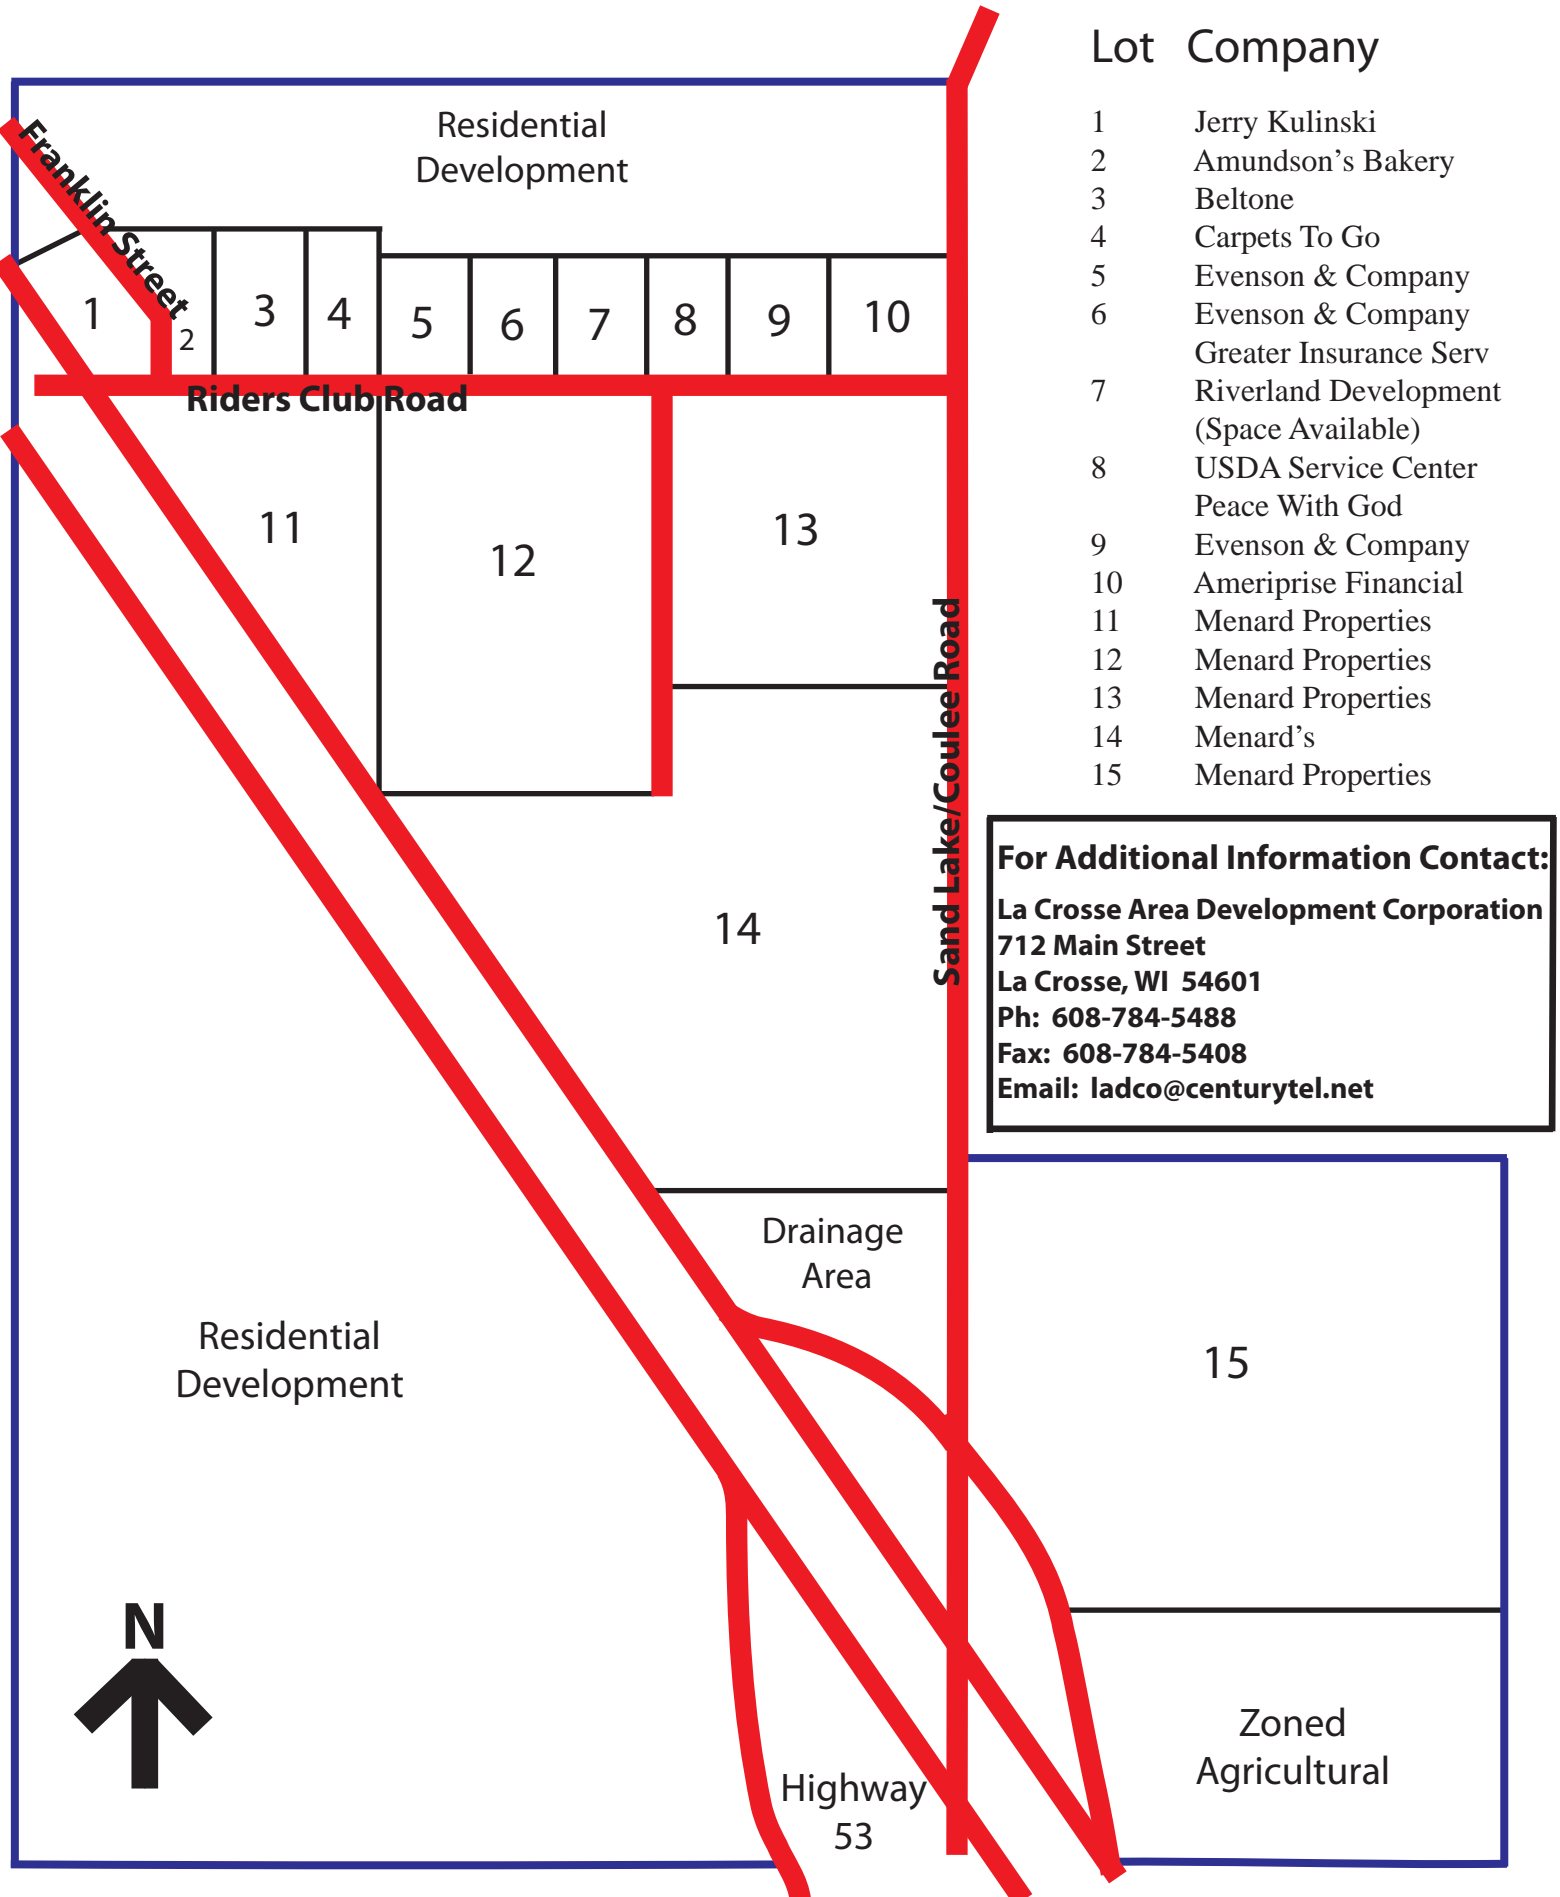 Lot Company
1 Jerry Kulinski
2 Amundson's Bakery
3 Beltone
4 Carpets To Go
5 Evenson & Company
6 Evenson & Company
Greater Insurance Serv
7 Riverland Development
(Space Available)
8 USDA Service Center
Peace With God
9 Evenson & Company
10 Ameriprise Financial
11 Menard Properties
12 Menard Properties
13 Menard Properties
14 Menard's
15 Menard Properties
For Additional Information Contact:
La Crosse Area Development Corporation
712 Main Street
La Crosse, WI 54601
Ph: 608-784-5488
Fax: 608-784-5408
Email: ladco@centurytel.net
Residential
Development
Franklin Street
1
2
3
4
5
6
7
8
9
10
Riders Club Road
11
12
13
Sand Lake/Coulee Road
14
Drainage
Area
15
Residential
Development
N
Highway
53
Zoned
Agricultural